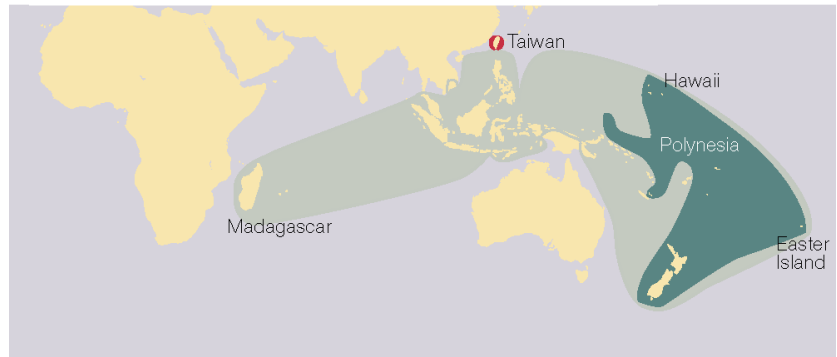 Taiwan
Hawaii
Polynesia
Madagascar
Easter
Island